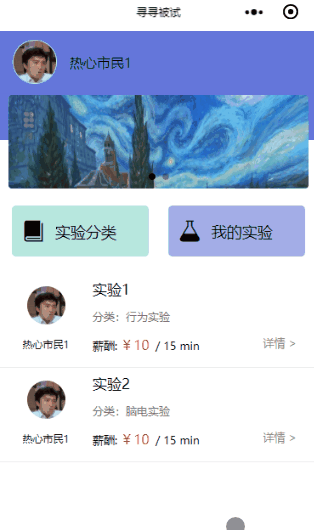 寻寻被试
热心市民1
实验分类
我的实验
实验1
分类：行为实验
热心市民1
薪酬: ¥ 10 / 15 min
详情 >
实验2
分类：脑电实验
热心市民1
薪酬: ¥ 10 / 15 min
详情 >